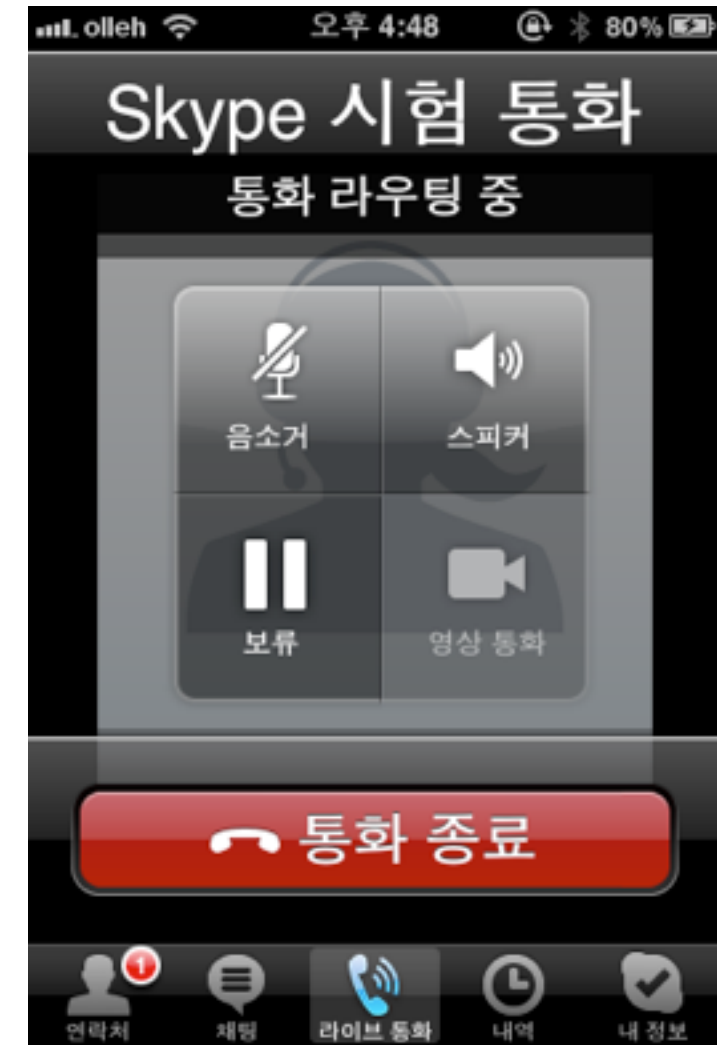 olleh 오후 4:48 80%
Skype 시험 통화
통화 라우팅 중
음소거 스피커
보류 영상 통화
통화 종료
1
연락처 채팅 라이브 통화 내역 내 정보